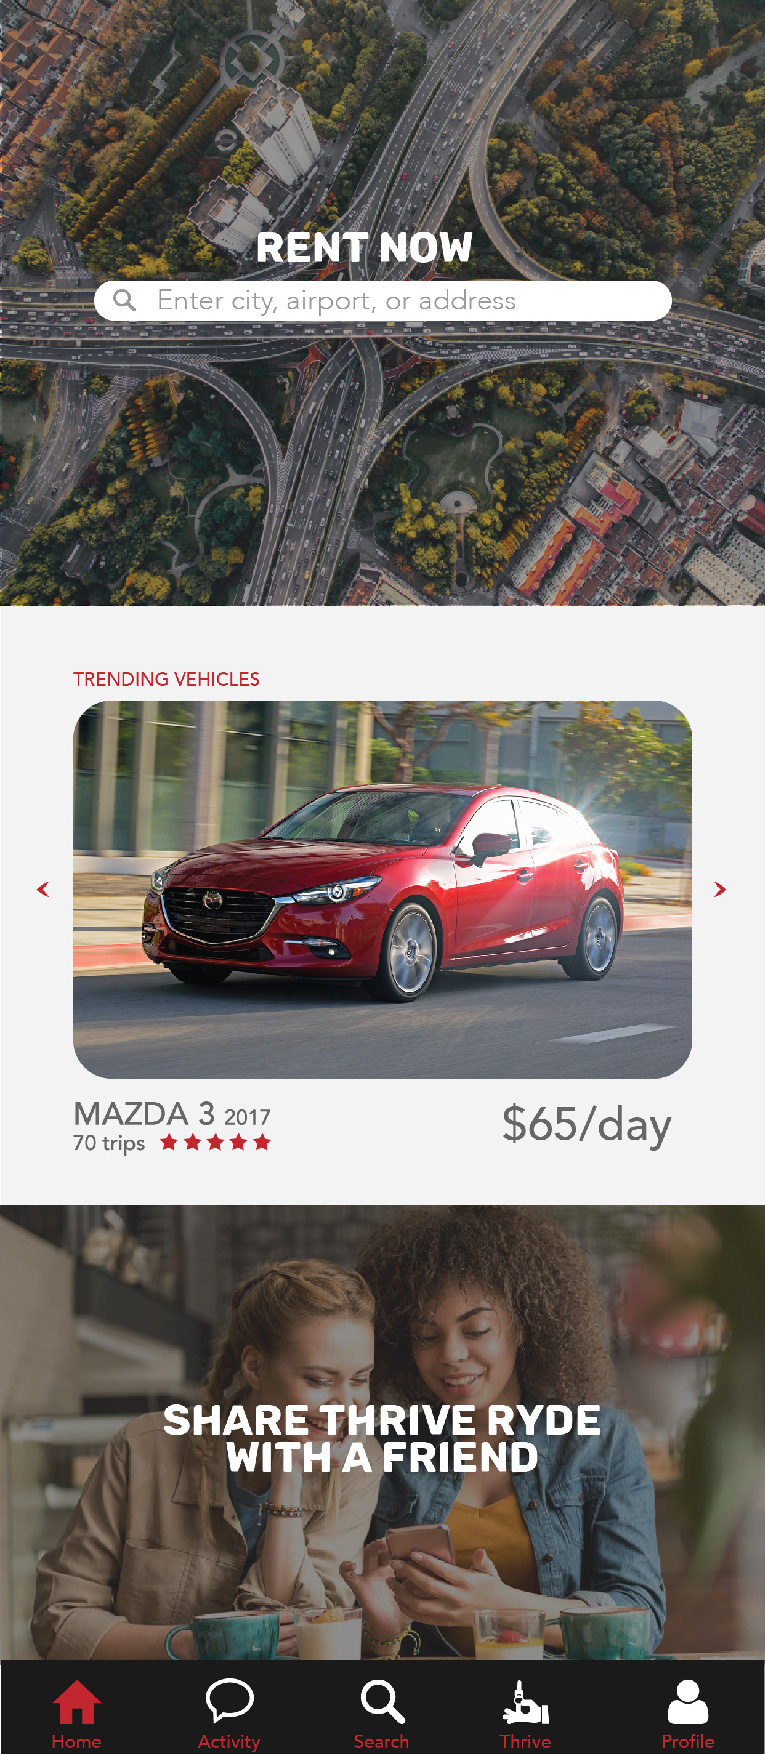 RENT NOW
Enter city, airport, or address
TRENDING VEHICLES
MAZDA 3 2017
70 trips
$65/day
SHARE THRIVE RYDE
WITH A FRIEND
Home
Activity
Search
Thrive
Profile